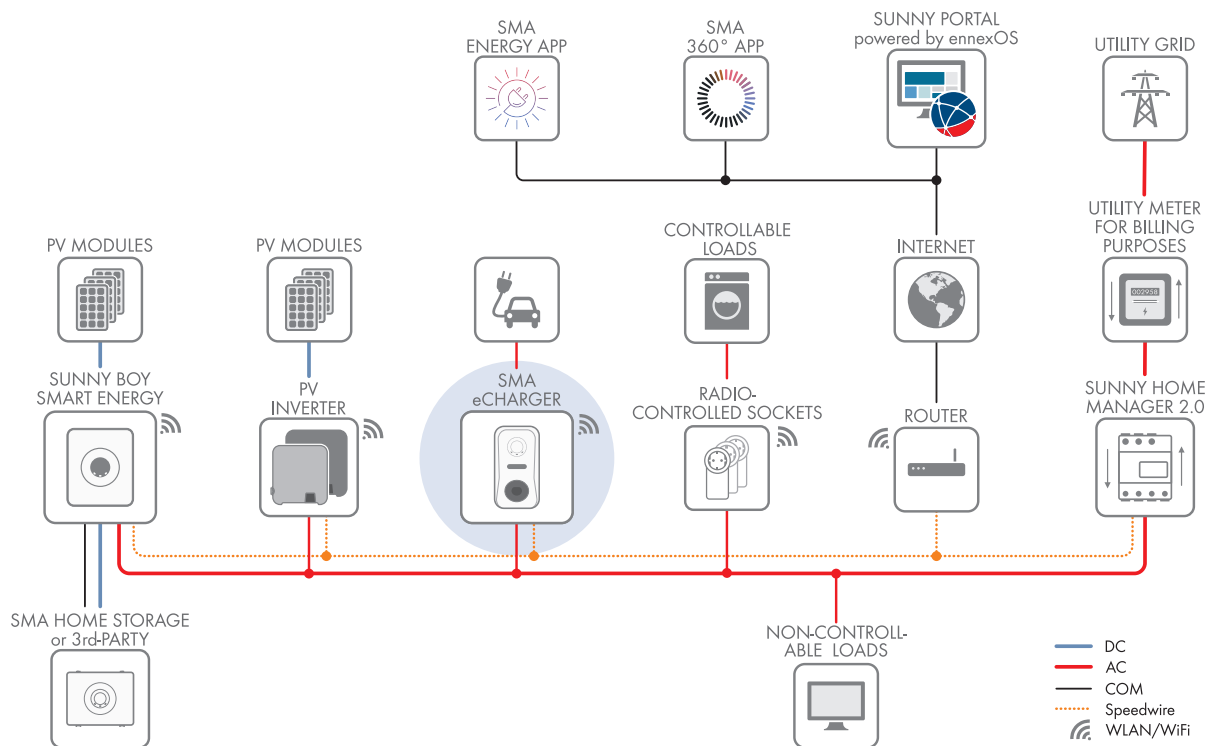 SMA
ENERGY APP
SMA
360° APP
SUNNY PORTAL
powered by ennexOS
UTILITY GRID
PV MODULES
PV MODULES
CONTROLLABLE
LOADS
INTERNET
UTILITY METER
FOR BILLING
PURPOSES
002958
SUNNY BOY
SMART ENERGY
PV
INVERTER
SMA
eCHARGER
RADIO-
CONTROLLED SOCKETS
ROUTER
SUNNY HOME
MANAGER 2.0
SMA HOME STORAGE
or 3rd-PARTY
NON-CONTROLL-
ABLE LOADS
DC
AC
COM
Speedwire
WLAN/WiFi